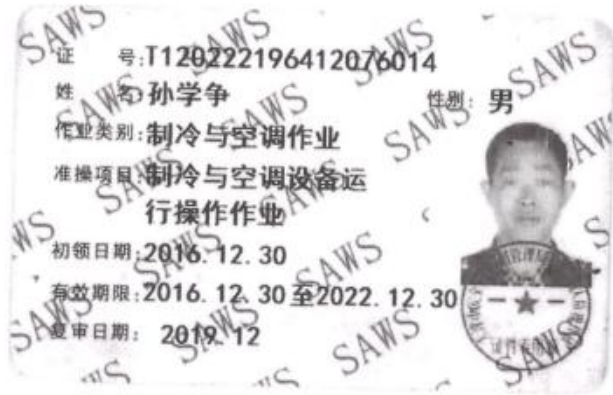 证 号:T120222196412076014
姓 名:孙学争 性别: 男
作业类别:制冷与空调作业
准操项目:制冷与空调设备运
行操作作业
初领日期:2016.12.30
有效期限:2016.12.30至2022.12.30
复审日期: 2019.12
SAWS